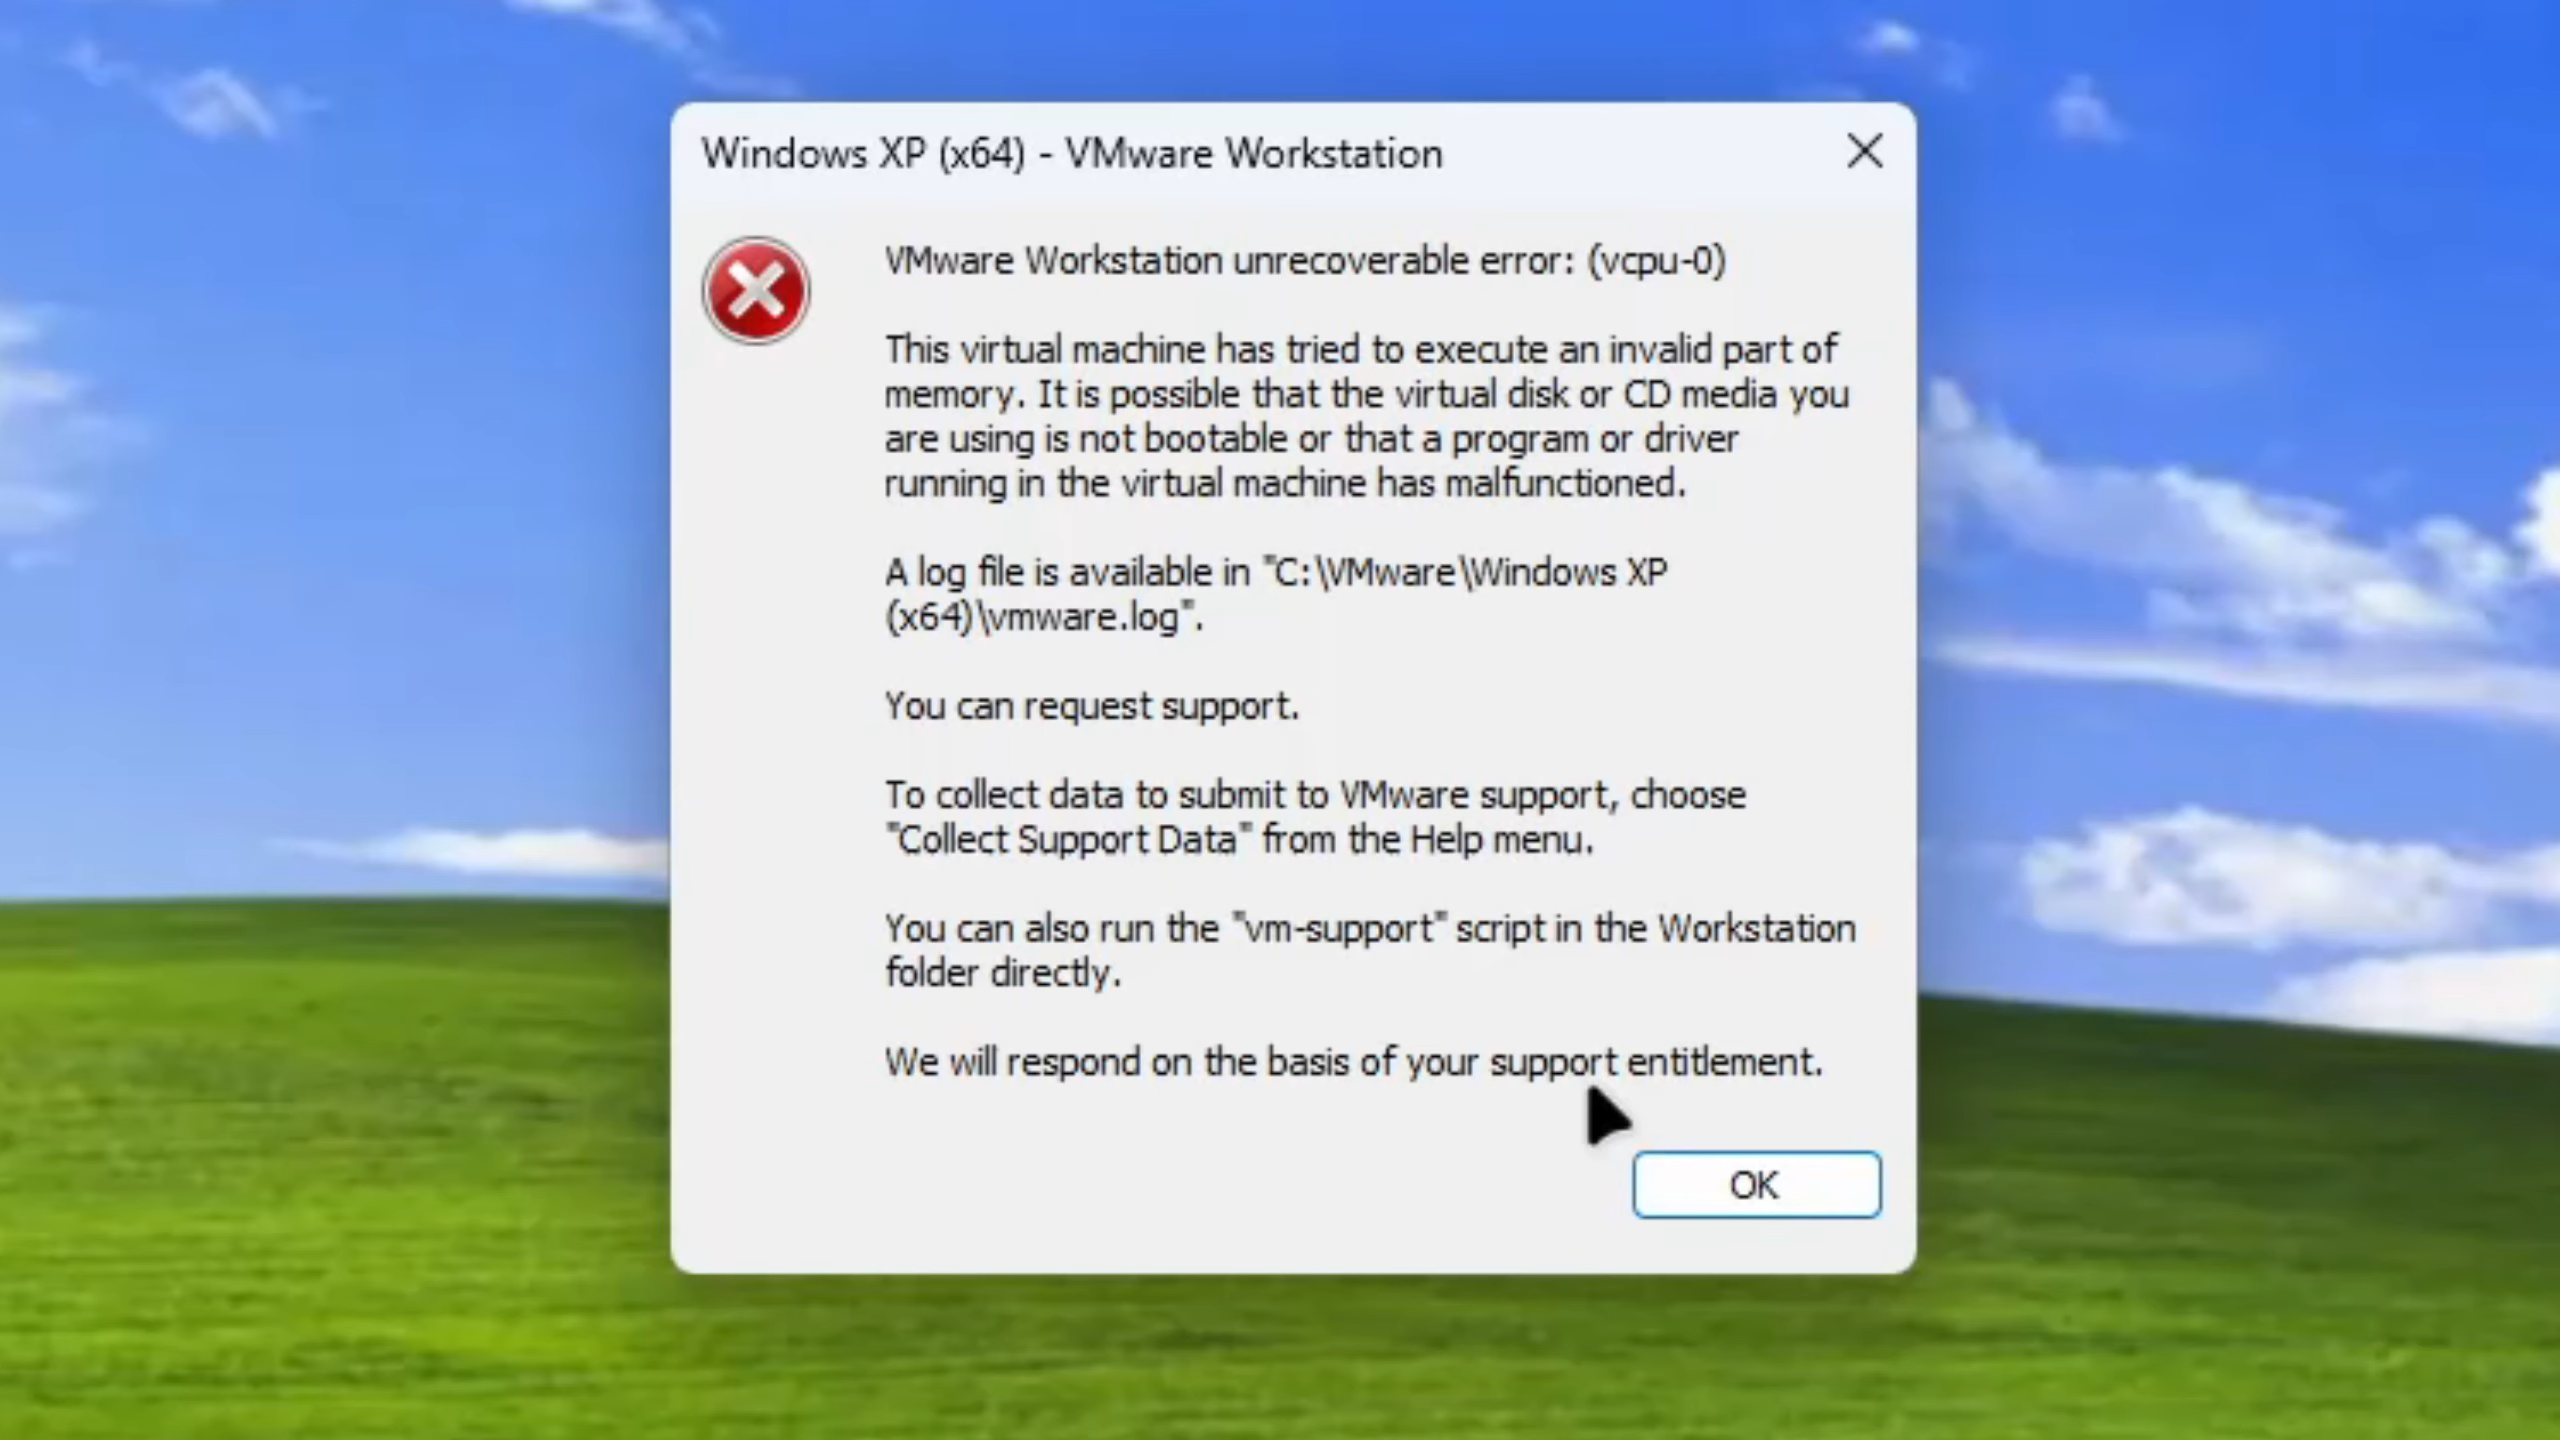 Windows XP (x64) - VMware Workstation
VMware Workstation unrecoverable error: (vcpu-0)
This virtual machine has tried to execute an invalid part of
memory. It is possible that the virtual disk or CD media you
are using is not bootable or that a program or driver
running in the virtual machine has malfunctioned.
A log file is available in "C:\VMware\Windows XP
(x64)\vmware.log".
You can request support.
To collect data to submit to VMware support, choose
"Collect Support Data" from the Help menu.
You can also run the "vm-support" script in the Workstation
folder directly.
We will respond on the basis of your support entitlement.
OK